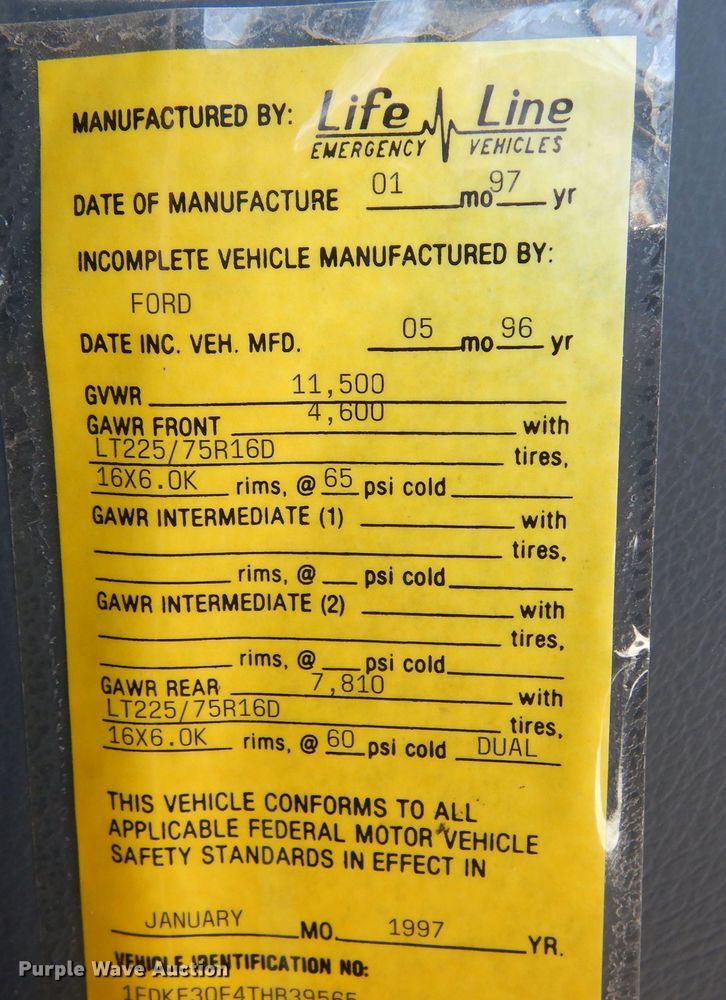 MANUFACTURED BY: Life Line
EMERGENCY VEHICLES
DATE OF MANUFACTURE 01 mo 97 yr
INCOMPLETE VEHICLE MANUFACTURED BY:
FORD
DATE INC. VEH. MFD. 05 mo 96 yr
GVWR 11,500
GAWR FRONT 4,600 with
LT225/75R16D tires,
16X6.0K rims, @ 65 psi cold
GAWR INTERMEDIATE (1) with
tires,
rims, @ psi cold
GAWR INTERMEDIATE (2) with
tires,
rims, @ psi cold
GAWR REAR 7,810 with
LT225/75R16D tires,
16X6.0K rims, @ 60 psi cold DUAL
THIS VEHICLE CONFORMS TO ALL
APPLICABLE FEDERAL MOTOR VEHICLE
SAFETY STANDARDS IN EFFECT IN
JANUARY MO. 1997 YR.
VEHICLE IDENTIFICATION NO:
Purple Wave Auction